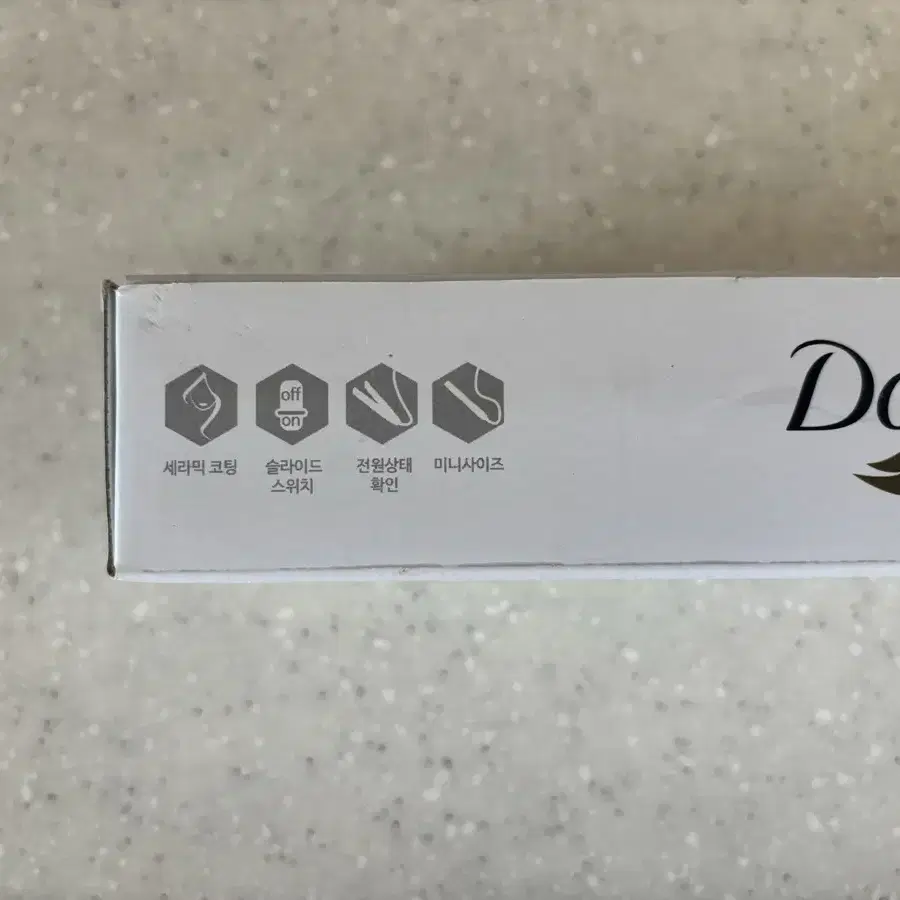 off
on
세라믹 코팅
슬라이드
스위치
전원상태
확인
미니사이즈